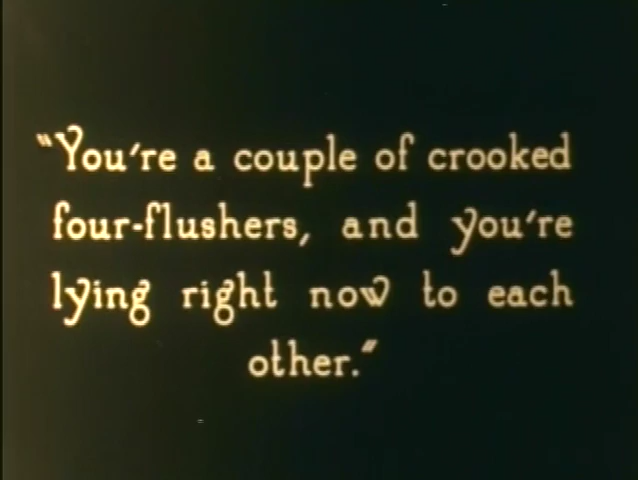 "You're a couple of crooked
four-flushers, and you're
lying right now to each
other."